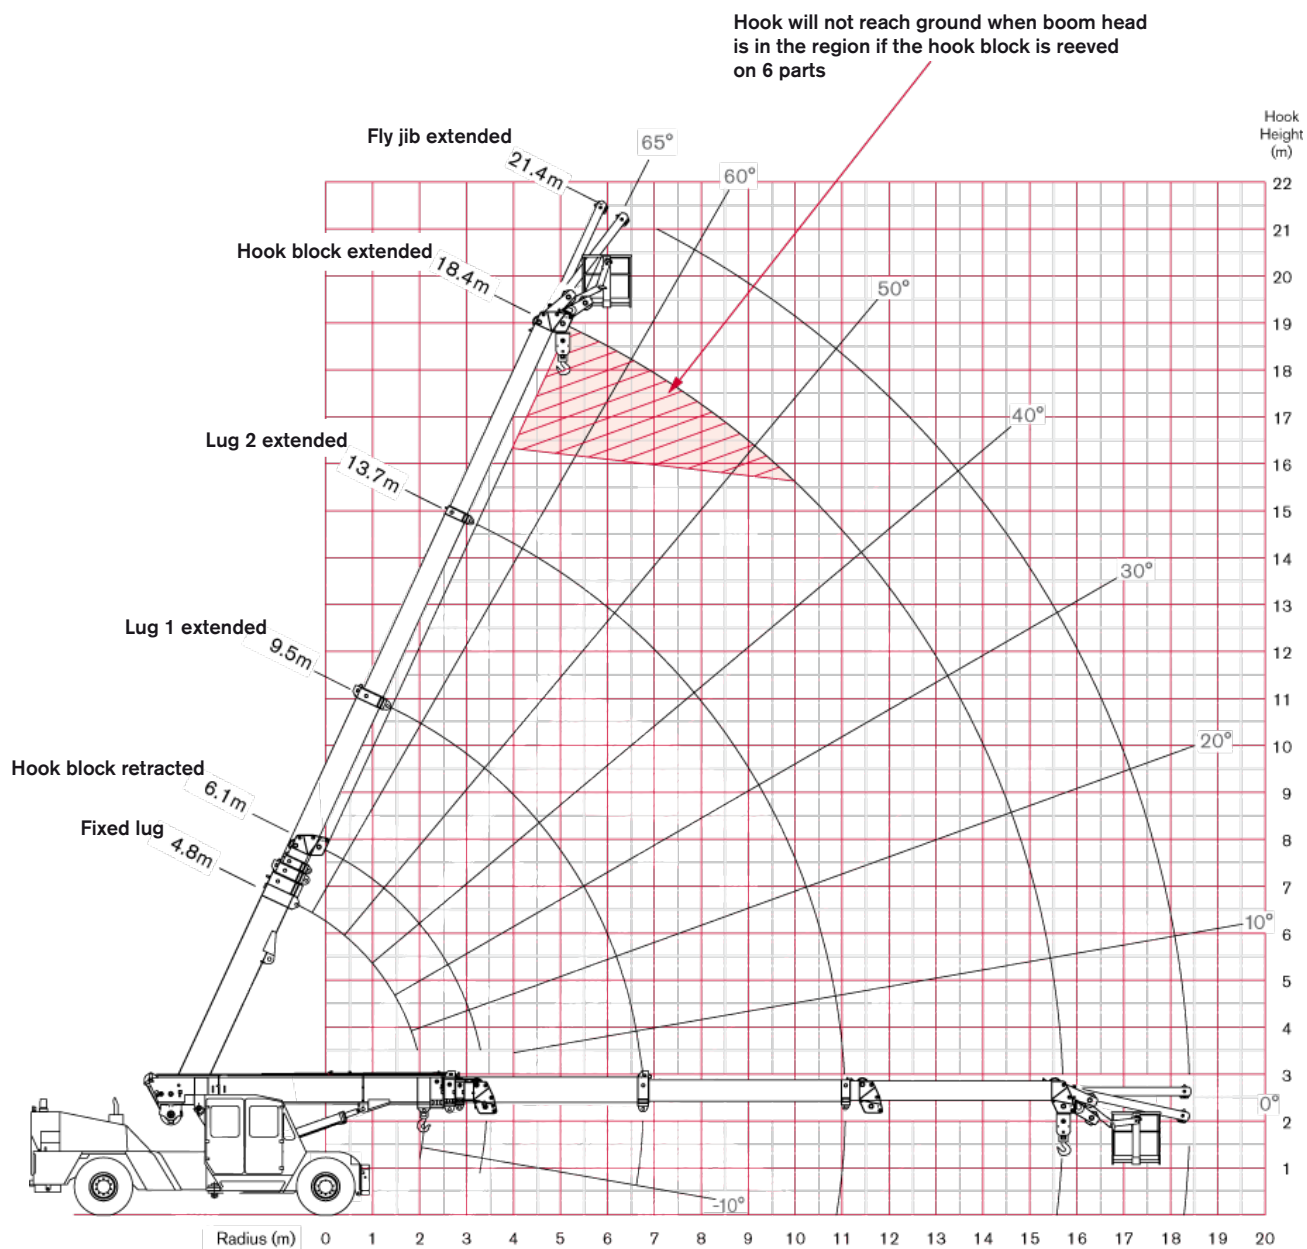 Hook will not reach ground when boom head
is in the region if the hook block is reeved
on 6 parts
Hook
Height
(m)
Fly jib extended
21.4m
65°
60°
22
21
Hook block extended
18.4m
20
50°
19
18
Lug 2 extended
13.7m
40°
17
16
15
14
30°
13
Lug 1 extended
9.5m
12
11
20°
10
Hook block retracted
6.1m
9
8
Fixed lug
4.8m
7
10°
6
5
4
3
0°
2
1
-10°
Radius (m) 0 1 2 3 4 5 6 7 8 9 10 11 12 13 14 15 16 17 18 19 20